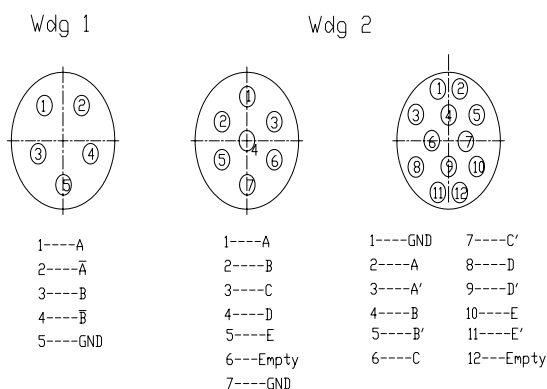 Wdg 1
Wdg 2
1 2
3 4
5
1
2 3
4
5 6
7
1 2
3 4 5
6 7
8 9 10
11 12
1----A
2----A̅
3----B
4----B̅
5----GND
1----A
2----B
3----C
4----D
5----E
6---Empty
7----GND
1----GND
2----A
3----A'
4----B
5----B'
6----C
7----C'
8----D
9----D'
10----E
11----E'
12---Empty